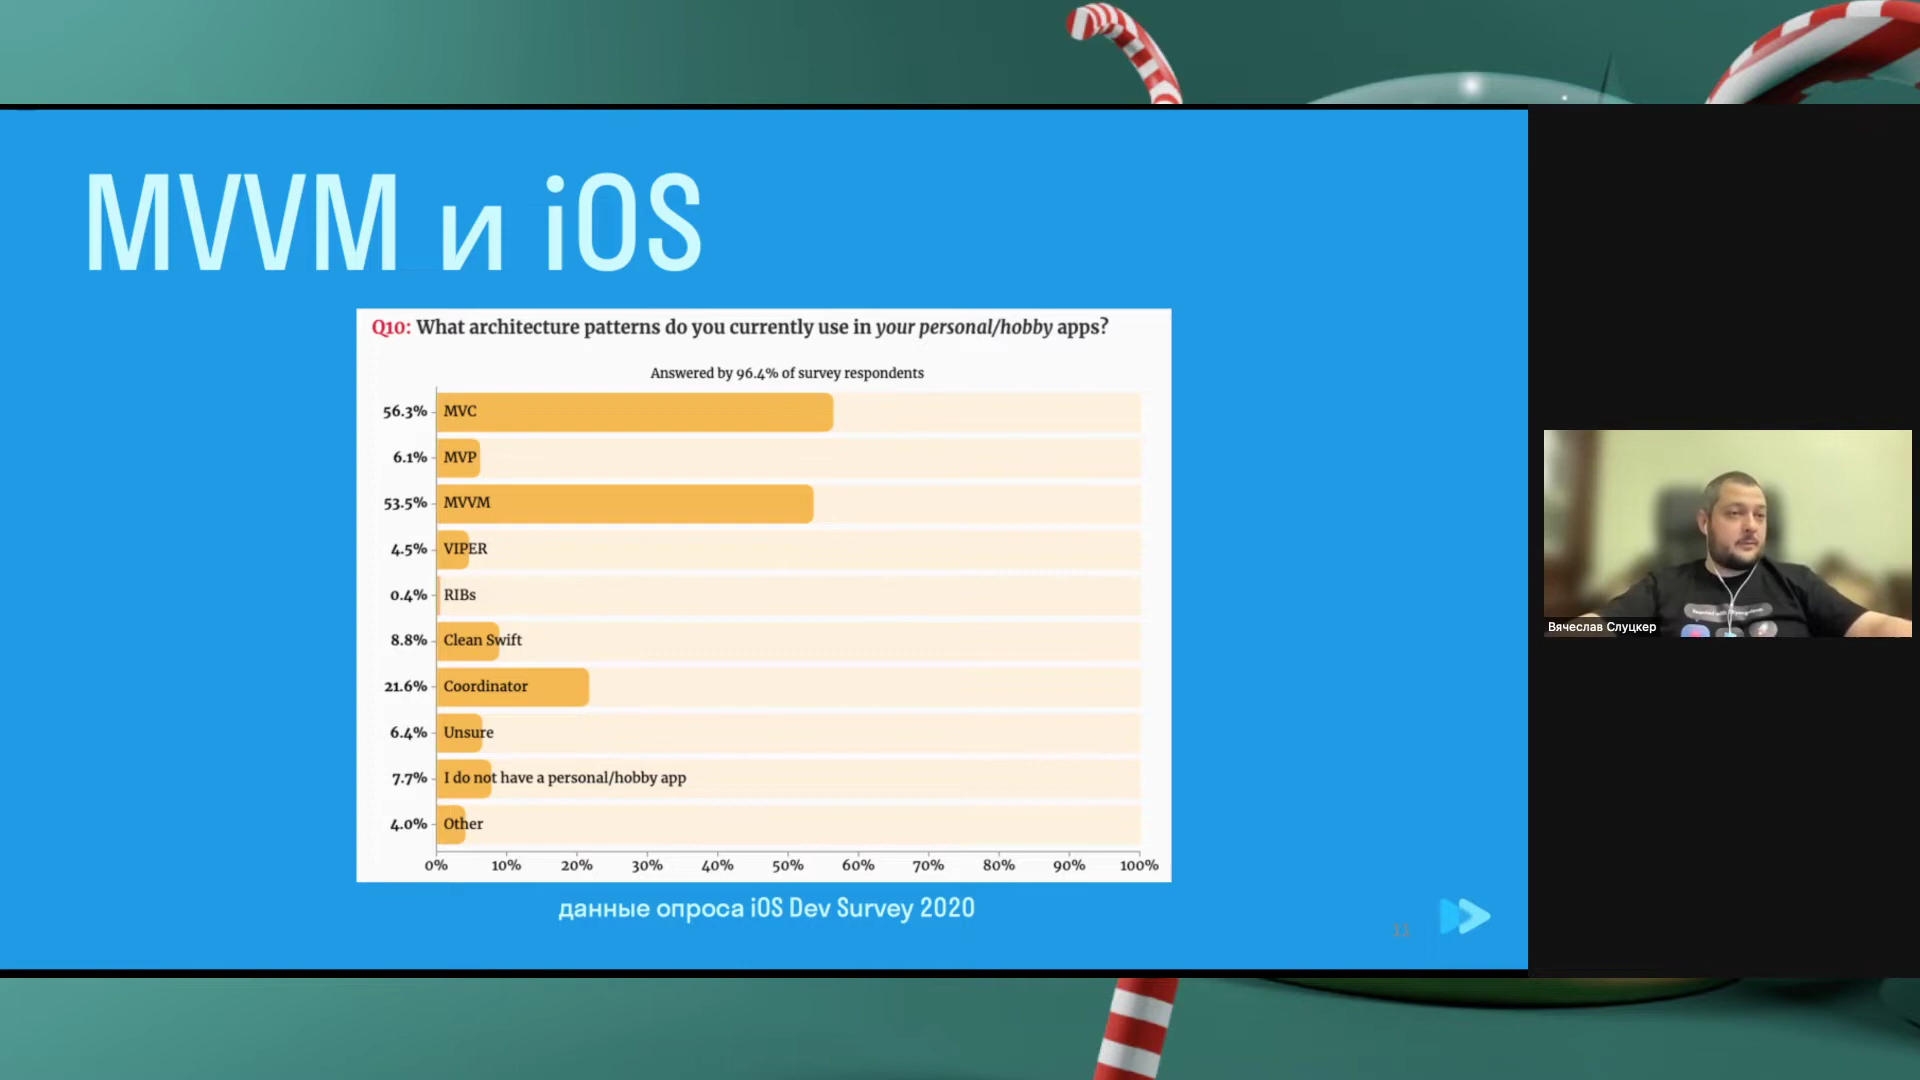 MVVM и iOS
Q10: What architecture patterns do you currently use in your personal/hobby apps?
Answered by 96.4% of survey respondents
56.3% MVC
6.1% MVP
53.5% MVVM
4.5% VIPER
0.4% RIBs
8.8% Clean Swift
21.6% Coordinator
6.4% Unsure
7.7% I do not have a personal/hobby app
4.0% Other
0% 10% 20% 30% 40% 50% 60% 70% 80% 90% 100%
данные опроса iOS Dev Survey 2020
11
Вячеслав Слуцкер